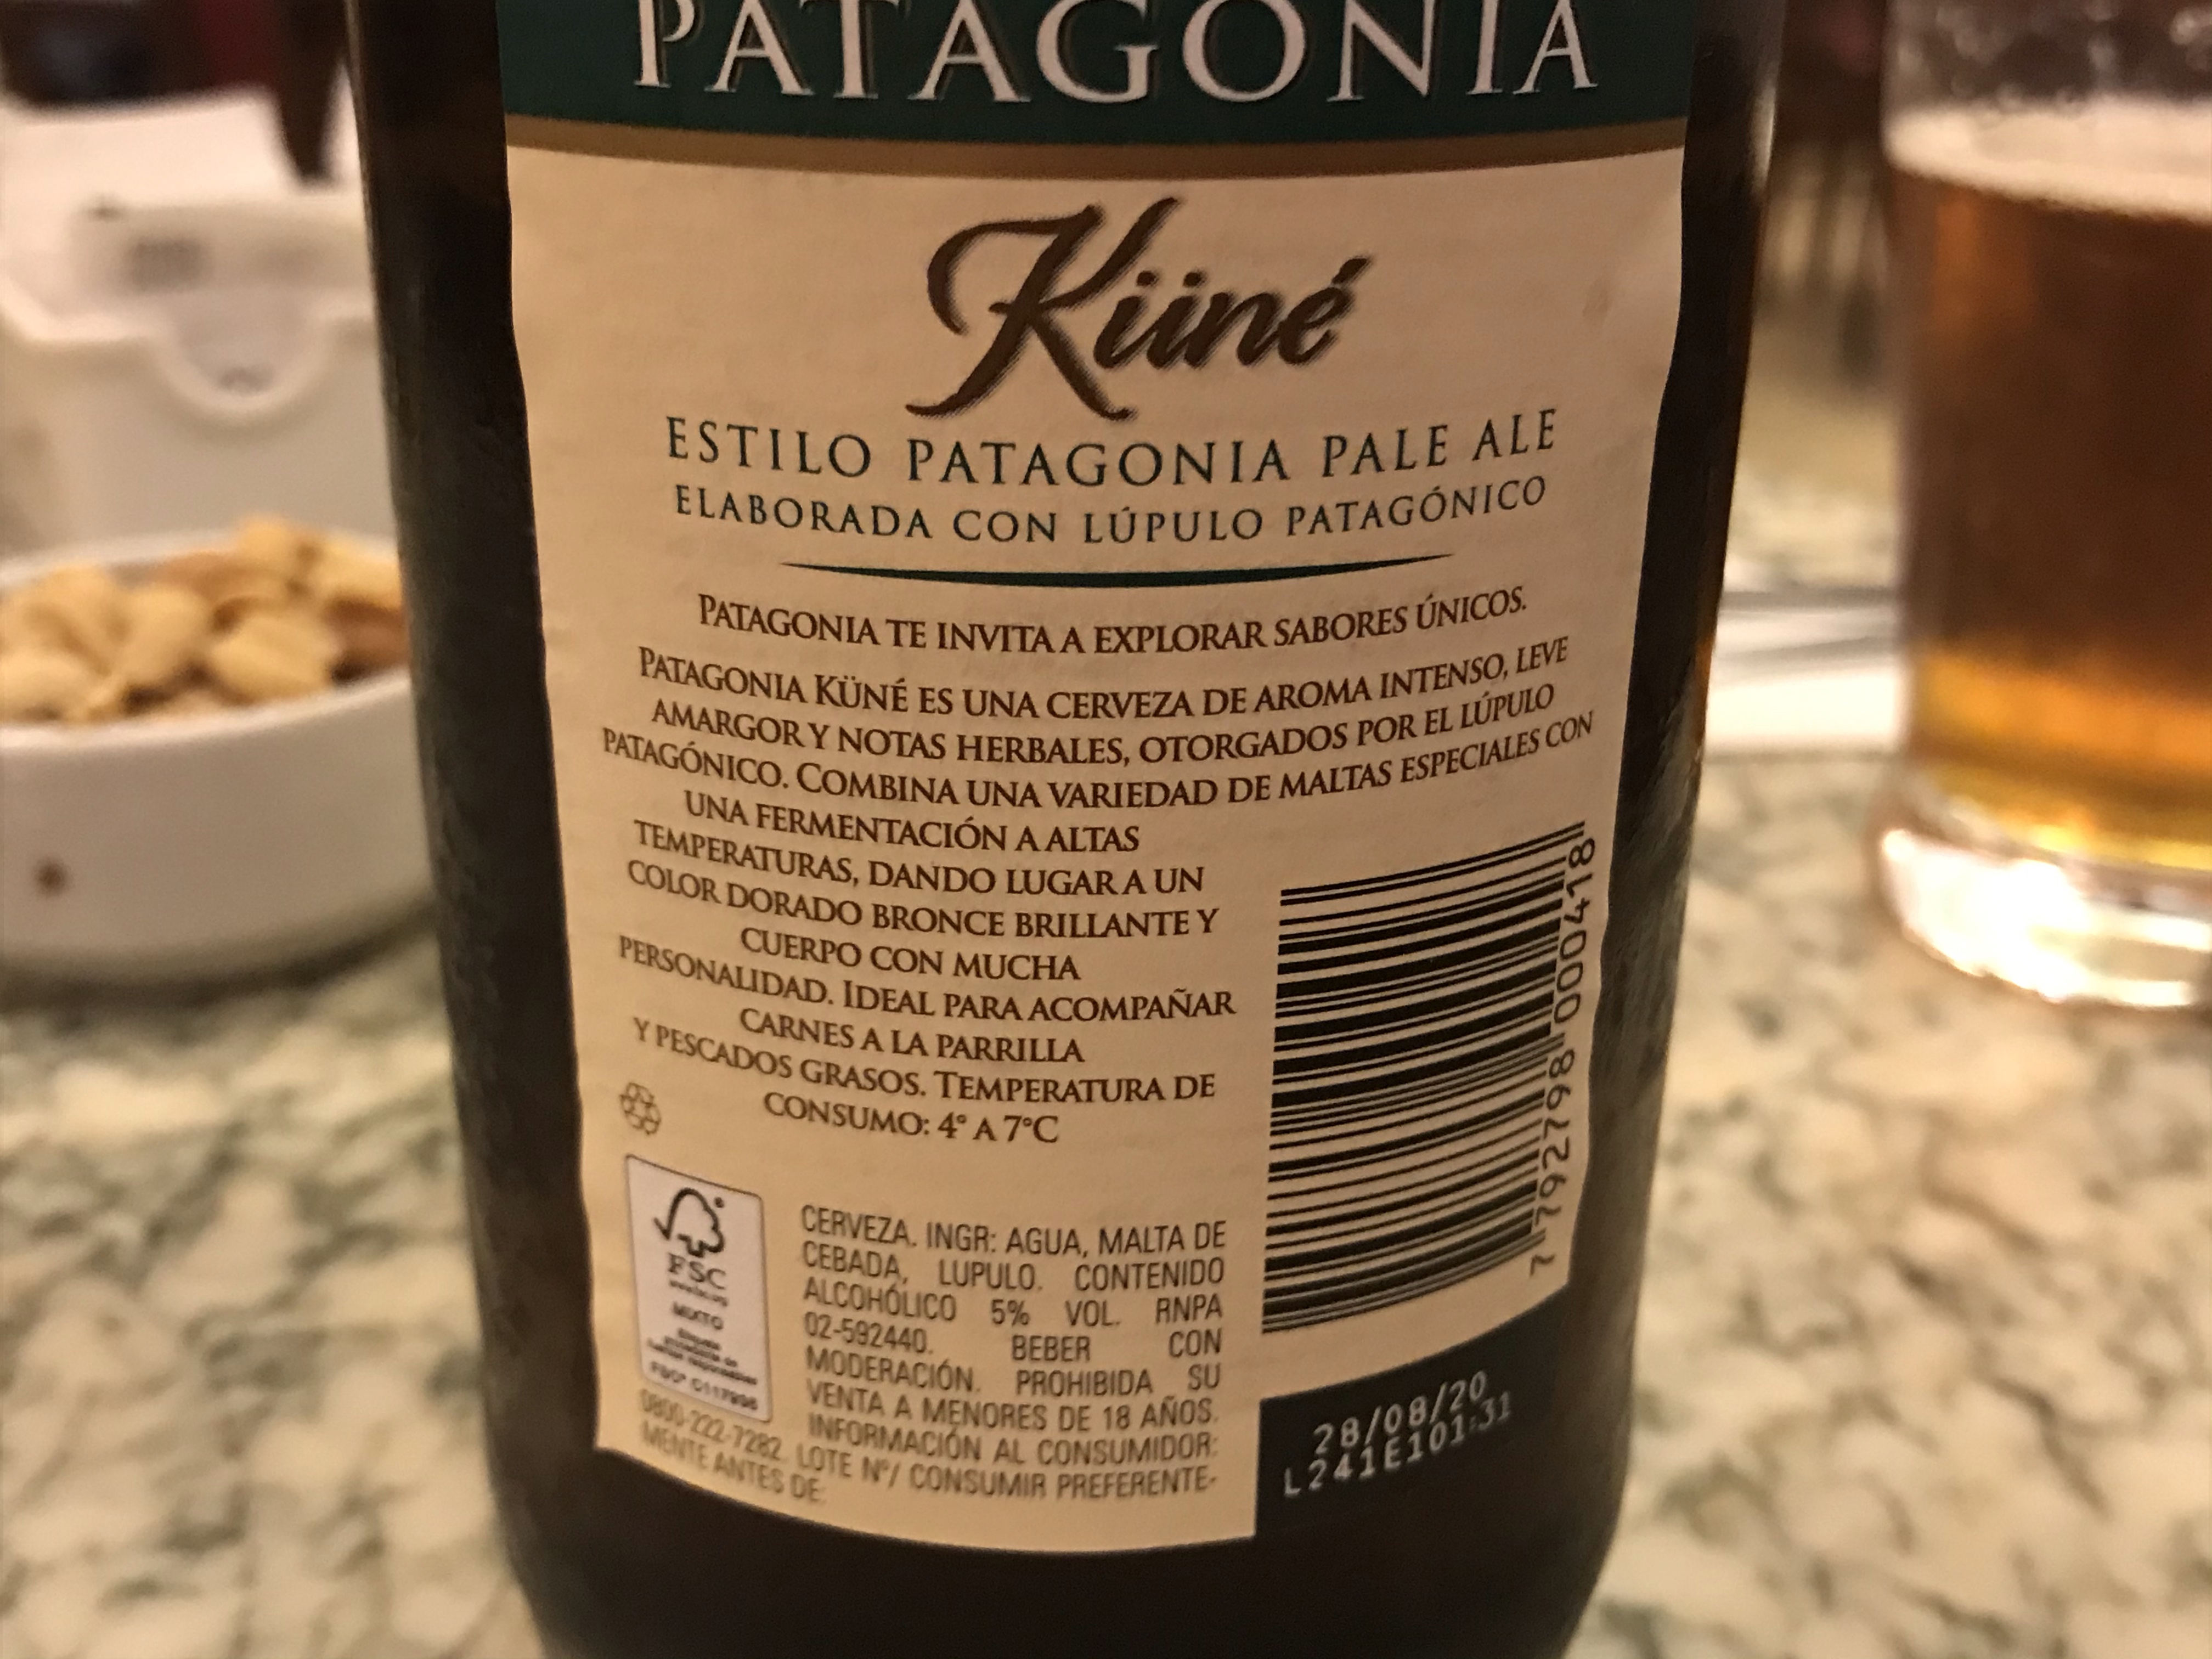 PATAGONIA
Küné
ESTILO PATAGONIA PALE ALE
ELABORADA CON LÚPULO PATAGÓNICO
PATAGONIA TE INVITA A EXPLORAR SABORES ÚNICOS.
PATAGONIA KÜNÉ ES UNA CERVEZA DE AROMA INTENSO, LEVE
AMARGOR Y NOTAS HERBALES, OTORGADOS POR EL LÚPULO
PATAGÓNICO. COMBINA UNA VARIEDAD DE MALTAS ESPECIALES CON
UNA FERMENTACIÓN A ALTAS
TEMPERATURAS, DANDO LUGAR A UN
COLOR DORADO BRONCE BRILLANTE Y
CUERPO CON MUCHA
PERSONALIDAD. IDEAL PARA ACOMPAÑAR
CARNES A LA PARRILLA
Y PESCADOS GRASOS. TEMPERATURA DE
CONSUMO: 4° A 7°C
7 792798 000418
FSC
MIXTO
CERVEZA. INGR: AGUA, MALTA DE
CEBADA, LUPULO. CONTENIDO
ALCOHÓLICO 5% VOL. RNPA
02-592440. BEBER CON
MODERACIÓN. PROHIBIDA SU
VENTA A MENORES DE 18 AÑOS.
INFORMACIÓN AL CONSUMIDOR:
0800-222-7282. LOTE Nº/ CONSUMIR PREFERENTE-
MENTE ANTES DE:
28/08/20
L241E101:31